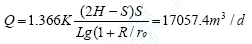 Q = 1.366K (2H − S)S / Lg(1 + R / r₀ = 17057.4m³ / d